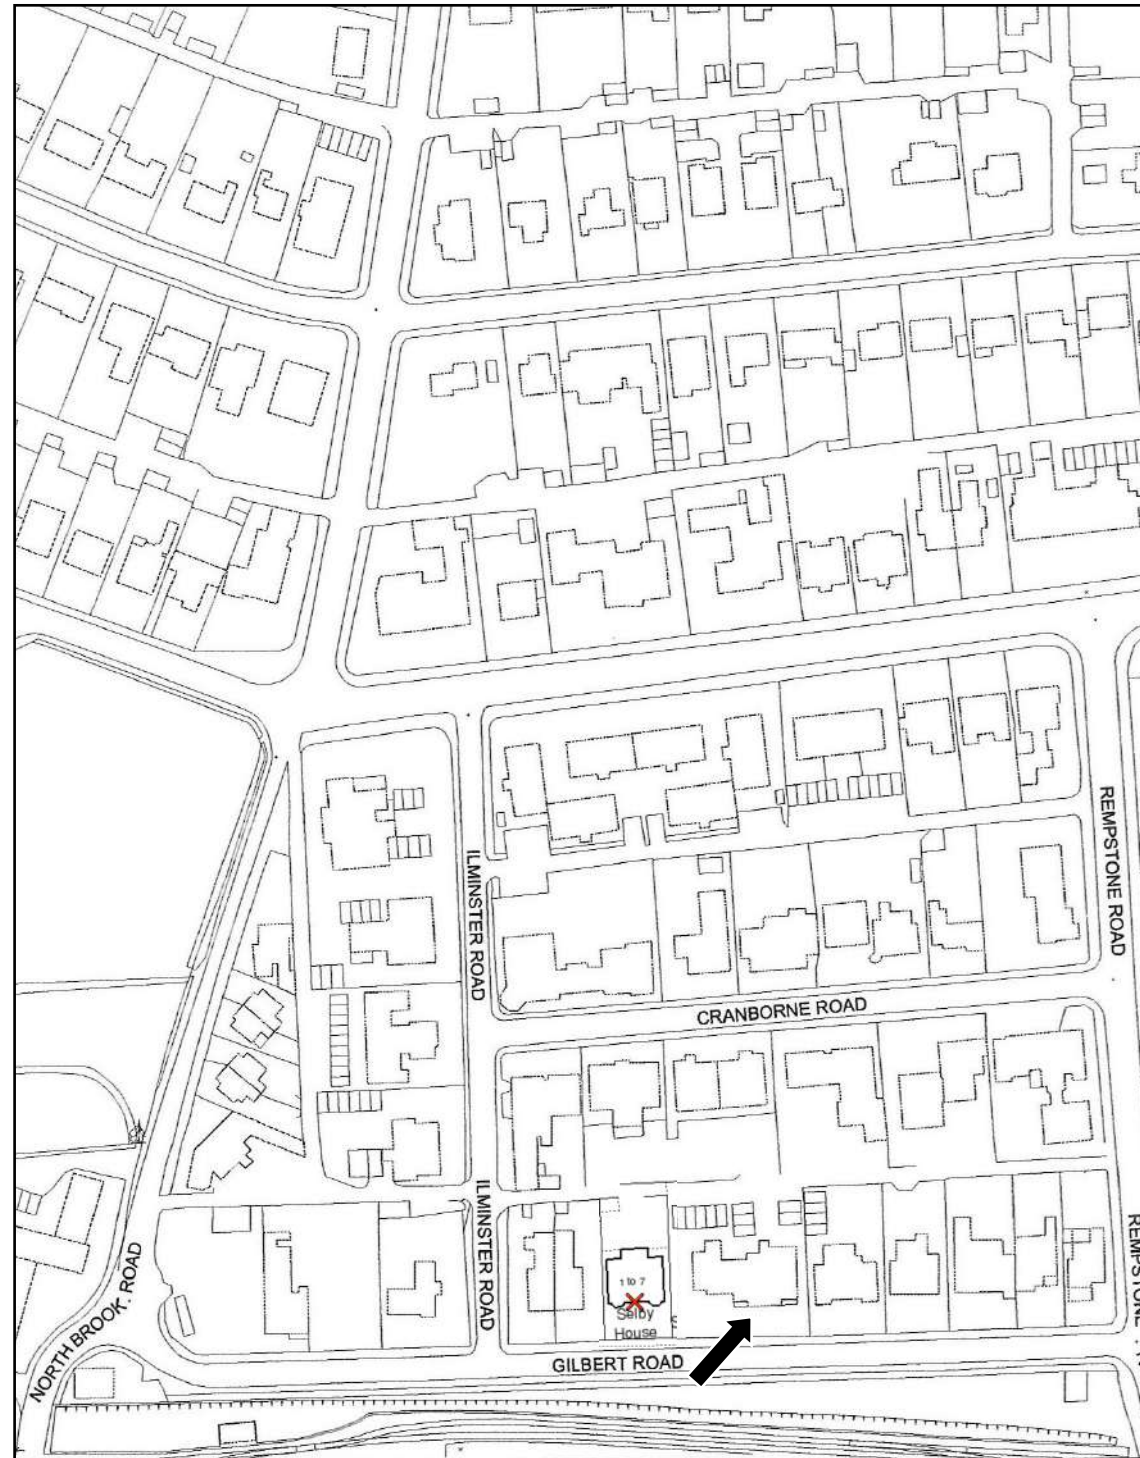 ILMINSTER ROAD
REMPSTONE ROAD
CRANBORNE ROAD
ILMINSTER ROAD
NORTH BROOK. ROAD
1 to 7
Selby
House
GILBERT ROAD